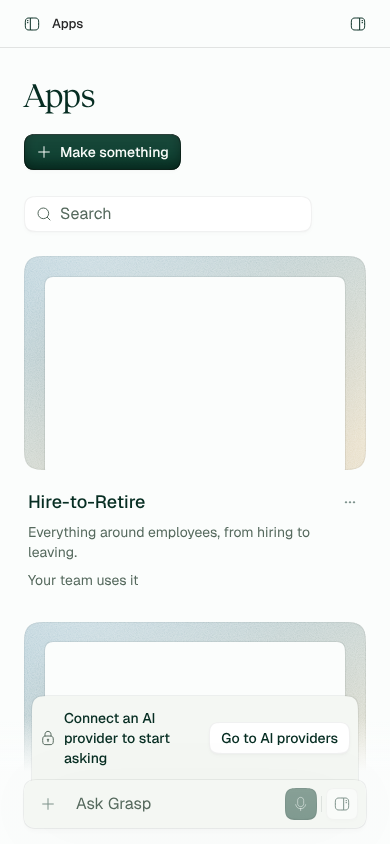 Apps
Apps
Make something
Search
Hire-to-Retire
Everything around employees, from hiring to
leaving.
Your team uses it
Connect an AI
provider to start
asking
Go to AI providers
Ask Grasp